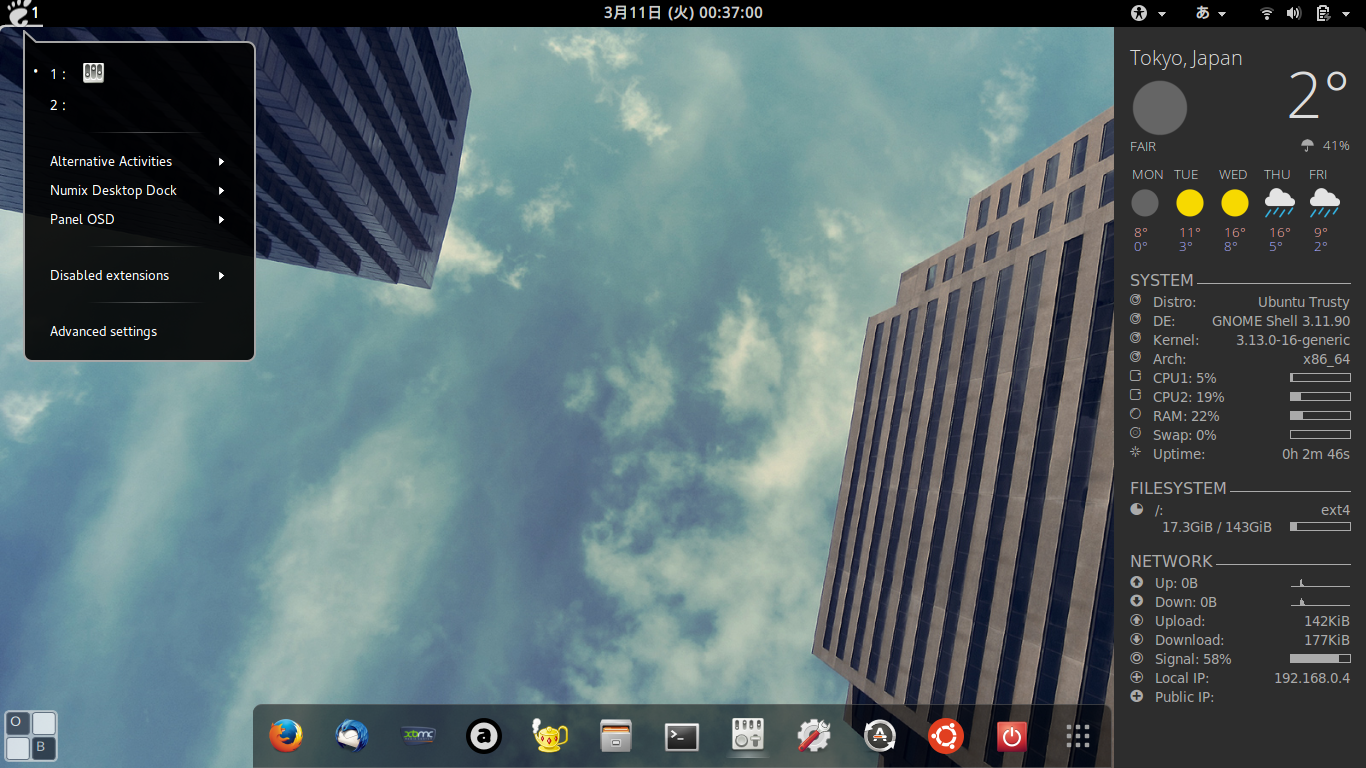 1
3月11日 (火) 00:37:00
あ
1 :
2 :
Alternative Activities
Numix Desktop Dock
Panel OSD
Disabled extensions
Advanced settings
Tokyo, Japan
2°
FAIR
41%
MON TUE WED THU FRI
8° 11° 16° 16° 9°
0° 3° 8° 5° 2°
SYSTEM
Distro: Ubuntu Trusty
DE: GNOME Shell 3.11.90
Kernel: 3.13.0-16-generic
Arch: x86_64
CPU1: 5%
CPU2: 19%
RAM: 22%
Swap: 0%
Uptime: 0h 2m 46s
FILESYSTEM
/: ext4
17.3GiB / 143GiB
NETWORK
Up: 0B
Down: 0B
Upload: 142KiB
Download: 177KiB
Signal: 58%
Local IP: 192.168.0.4
Public IP:
O
B
xbmc
a
>_
A